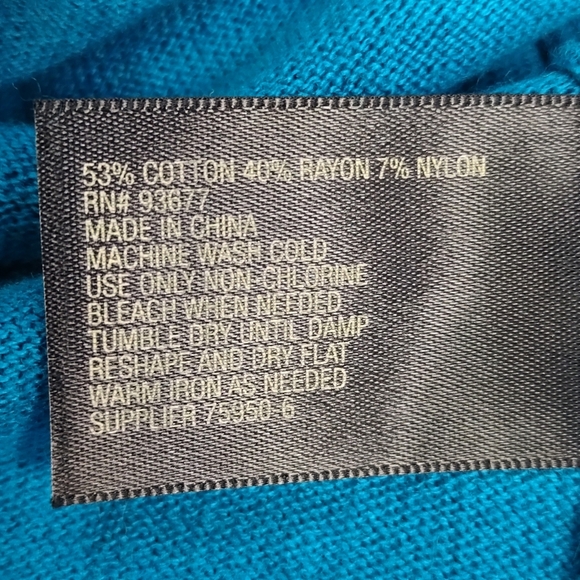 53% COTTON 40% RAYON 7% NYLON
RN# 93677
MADE IN CHINA
MACHINE WASH COLD
USE ONLY NON-CHLORINE
BLEACH WHEN NEEDED
TUMBLE DRY UNTIL DAMP
RESHAPE AND DRY FLAT
WARM IRON AS NEEDED
SUPPLIER 75950-6